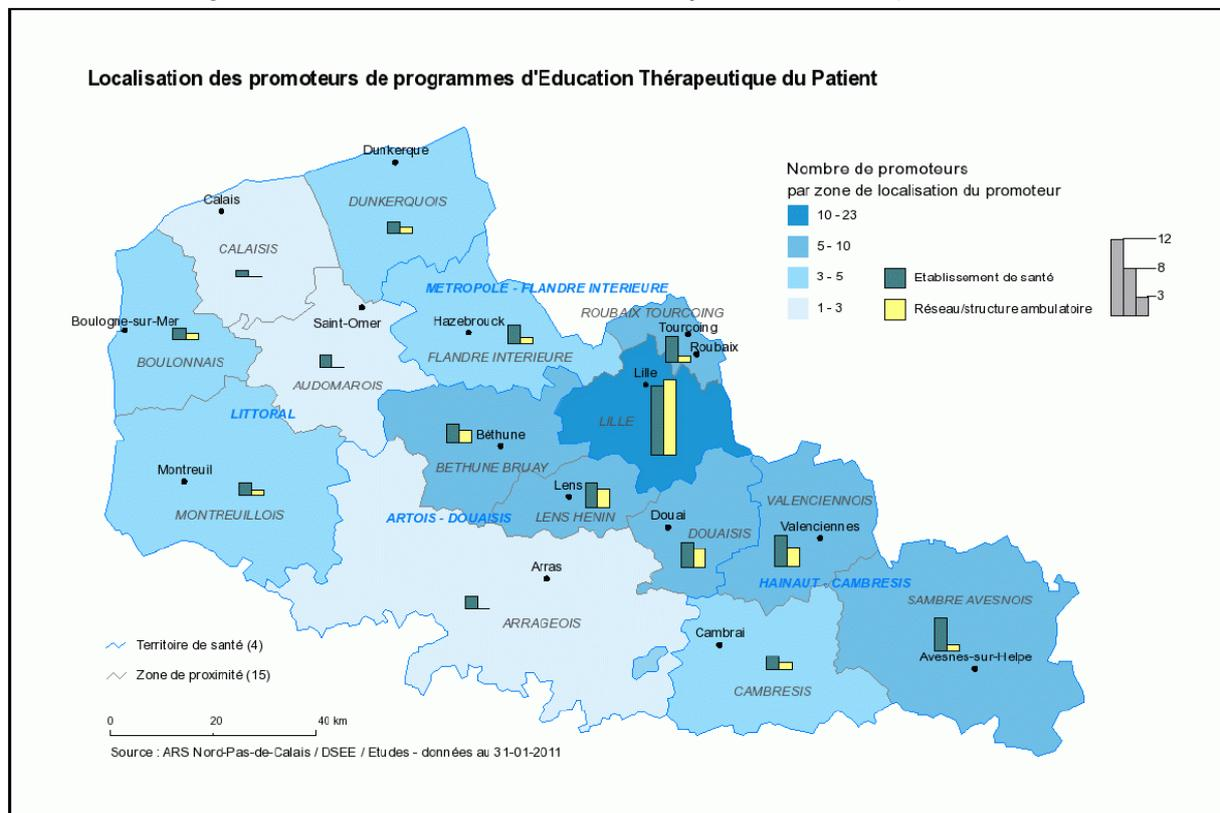 Localisation des promoteurs de programmes d'Education Thérapeutique du Patient
Nombre de promoteurs
par zone de localisation du promoteur
10 - 23
5 - 10
3 - 5
1 - 3
Etablissement de santé
Réseau/structure ambulatoire
12
8
3
Dunkerque
DUNKERQUOIS
Calais
CALAISIS
METROPOLE - FLANDRE INTERIEURE
Saint-Omer
Boulogne-sur-Mer
BOULONNAIS
AUDOMAROIS
Hazebrouck
FLANDRE INTERIEURE
ROUBAIX TOURCOING
Tourcoing
Roubaix
Lille
LILLE
LITTORAL
Béthune
BETHUNE BRUAY
Montreuil
MONTREUILLOIS
Lens
LENS HENIN
ARTOIS - DOUAISIS
Douai
DOUAISIS
VALENCIENNOIS
Valenciennes
HAINAUT - CAMBRESIS
Arras
ARRAGEOIS
SAMBRE AVESNOIS
Avesnes-sur-Helpe
Cambrai
CAMBRESIS
Territoire de santé (4)
Zone de proximité (15)
0 20 40 km
Source : ARS Nord-Pas-de-Calais / DSEE / Etudes - données au 31-01-2011